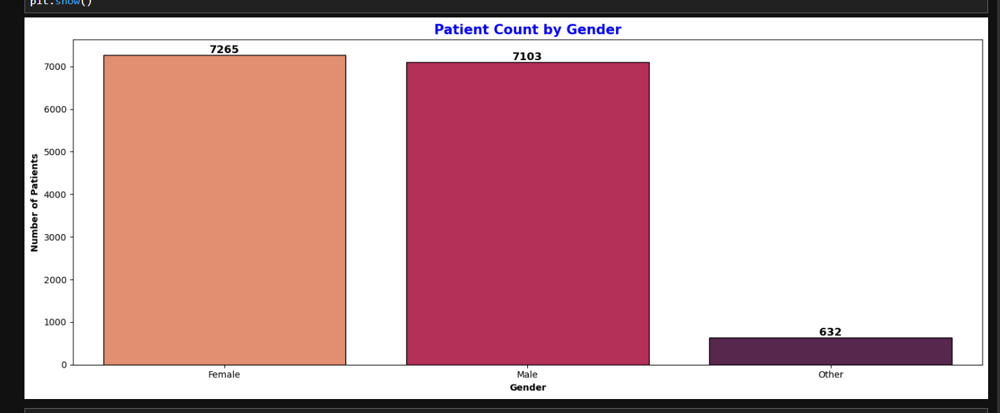 plt.show()
Patient Count by Gender
7265
7103
632
7000
6000
5000
4000
3000
2000
1000
0
Number of Patients
Female
Male
Other
Gender